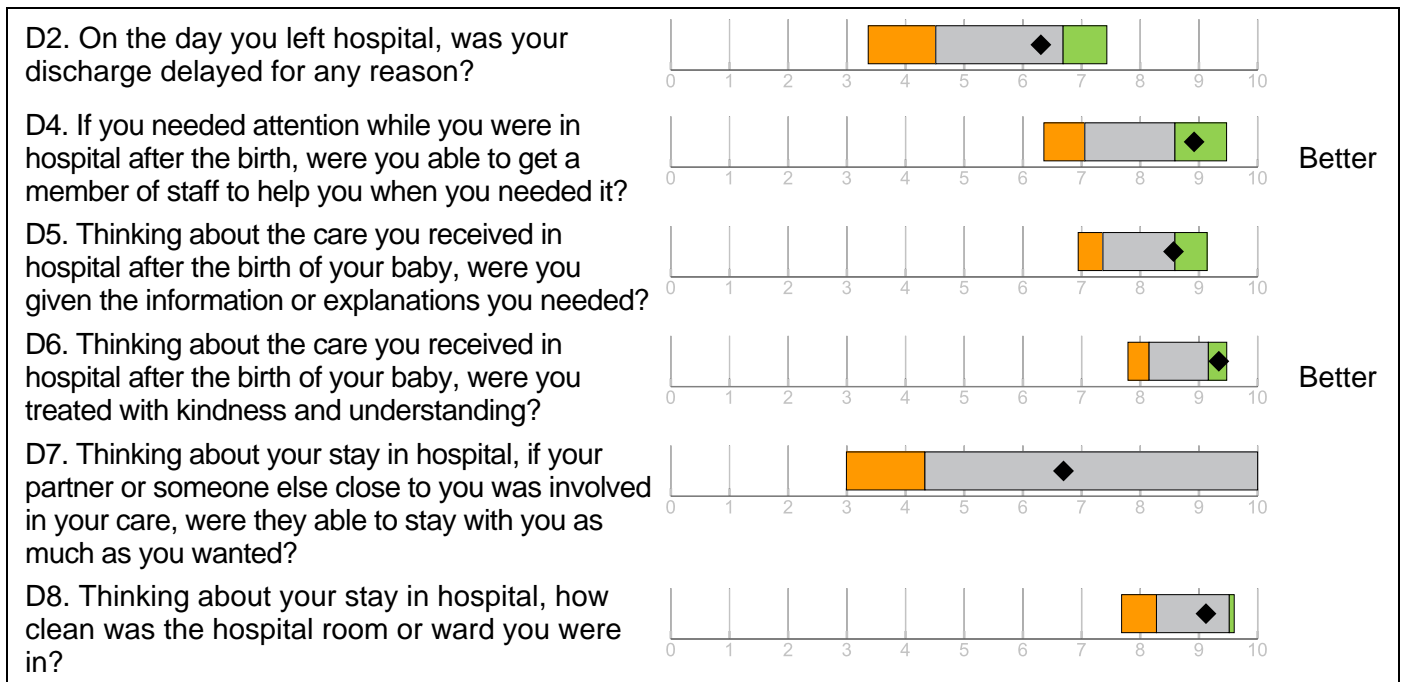 D2. On the day you left hospital, was your
discharge delayed for any reason?
0 1 2 3 4 5 6 7 8 9 10
D4. If you needed attention while you were in
hospital after the birth, were you able to get a
member of staff to help you when you needed it?
Better
0 1 2 3 4 5 6 7 8 9 10
D5. Thinking about the care you received in
hospital after the birth of your baby, were you
given the information or explanations you needed?
0 1 2 3 4 5 6 7 8 9 10
D6. Thinking about the care you received in
hospital after the birth of your baby, were you
treated with kindness and understanding?
Better
0 1 2 3 4 5 6 7 8 9 10
D7. Thinking about your stay in hospital, if your
partner or someone else close to you was involved
in your care, were they able to stay with you as
much as you wanted?
0 1 2 3 4 5 6 7 8 9 10
D8. Thinking about your stay in hospital, how
clean was the hospital room or ward you were
in?
0 1 2 3 4 5 6 7 8 9 10